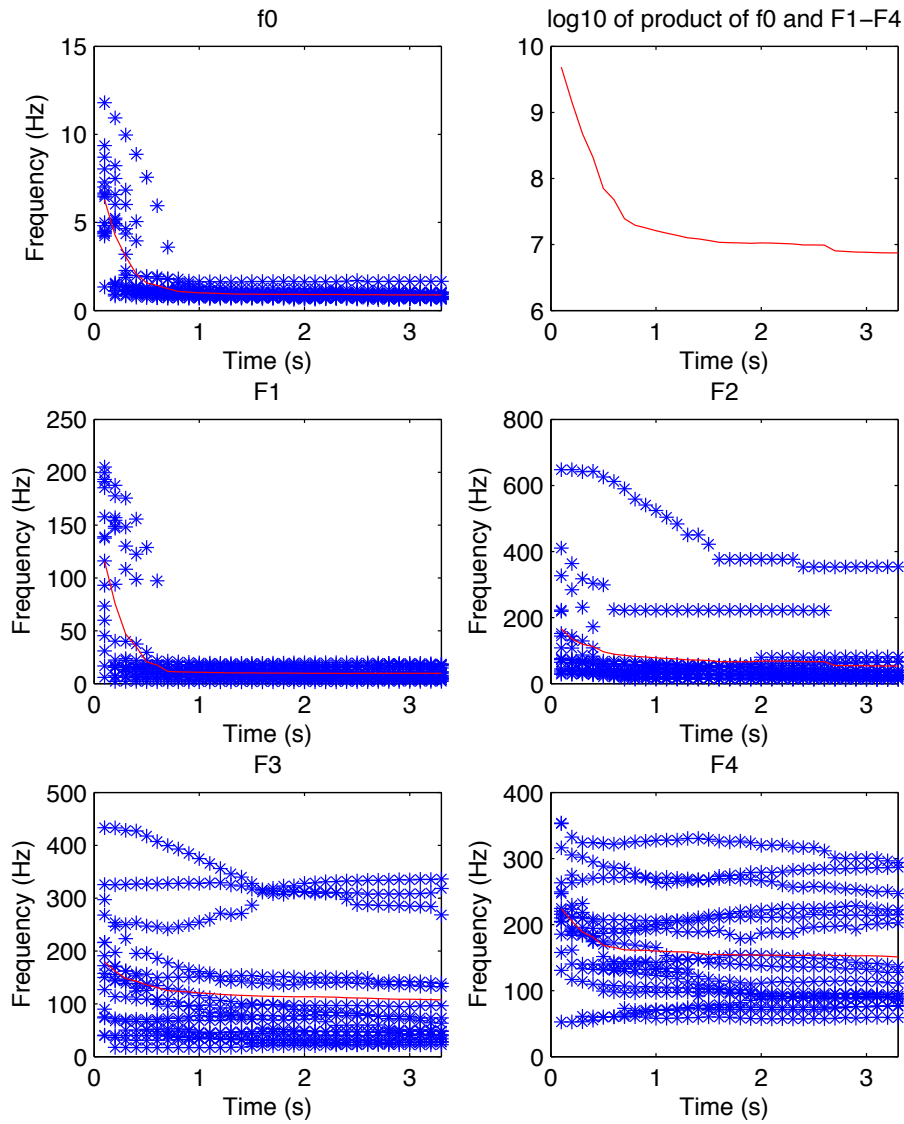 f0
15
10
5
0
Frequency (Hz)
0 1 2 3
Time (s)
log10 of product of f0 and F1−F4
10
9
8
7
6
Frequency (Hz)
0 1 2 3
Time (s)
F1
250
200
150
100
50
0
Frequency (Hz)
0 1 2 3
Time (s)
F2
800
600
400
200
0
Frequency (Hz)
0 1 2 3
Time (s)
F3
500
400
300
200
100
0
Frequency (Hz)
0 1 2 3
Time (s)
F4
400
300
200
100
0
Frequency (Hz)
0 1 2 3
Time (s)